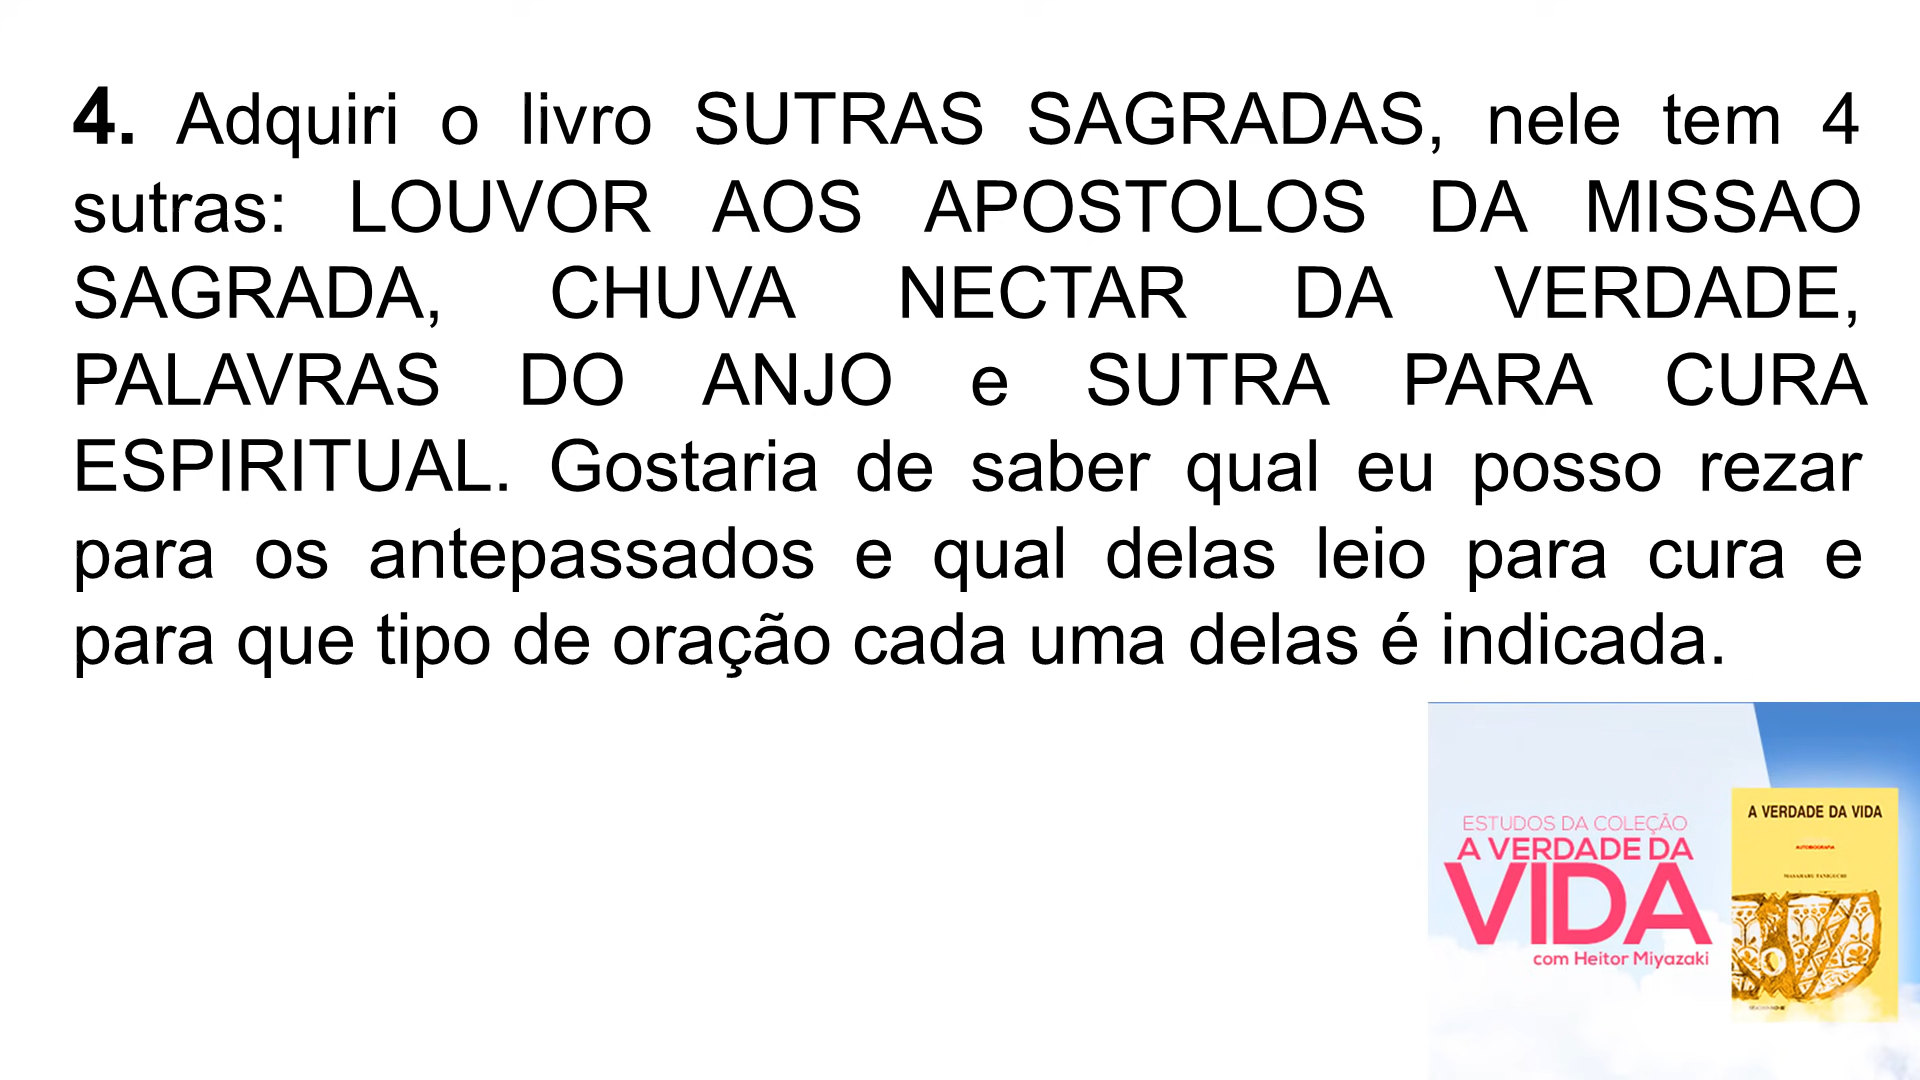 4. Adquiri o livro SUTRAS SAGRADAS, nele tem 4
sutras: LOUVOR AOS APOSTOLOS DA MISSAO
SAGRADA, CHUVA NECTAR DA VERDADE,
PALAVRAS DO ANJO e SUTRA PARA CURA
ESPIRITUAL. Gostaria de saber qual eu posso rezar
para os antepassados e qual delas leio para cura e
para que tipo de oração cada uma delas é indicada.
ESTUDOS DA COLEÇÃO
A VERDADE DA
VIDA
com Heitor Miyazaki
A VERDADE DA VIDA
AUTOBIOGRAFIA
MASAHARU TANIGUCHI